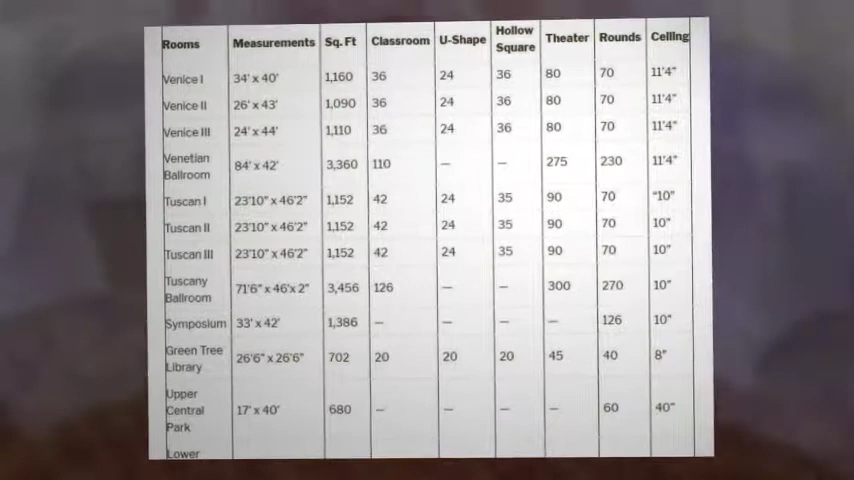 Rooms Measurements Sq. Ft Classroom U-Shape Hollow Square Theater Rounds Ceiling
Venice I 34' x 40' 1,160 36 24 36 80 70 11'4"
Venice II 26' x 43' 1,090 36 24 36 80 70 11'4"
Venice III 24' x 44' 1,110 36 24 36 80 70 11'4"
Venetian Ballroom 84' x 42' 3,360 110 — — 275 230 11'4"
Tuscan I 23'10" x 46'2" 1,152 42 24 35 90 70 "10"
Tuscan II 23'10" x 46'2" 1,152 42 24 35 90 70 10"
Tuscan III 23'10" x 46'2" 1,152 42 24 35 90 70 10"
Tuscany Ballroom 71'6" x 46'x 2" 3,456 126 — — 300 270 10"
Symposium 33' x 42' 1,386 — — — — 126 10"
Green Tree Library 26'6" x 26'6" 702 20 20 20 45 40 8"
Upper Central Park 17' x 40' 680 — — — — 60 40"
Lower